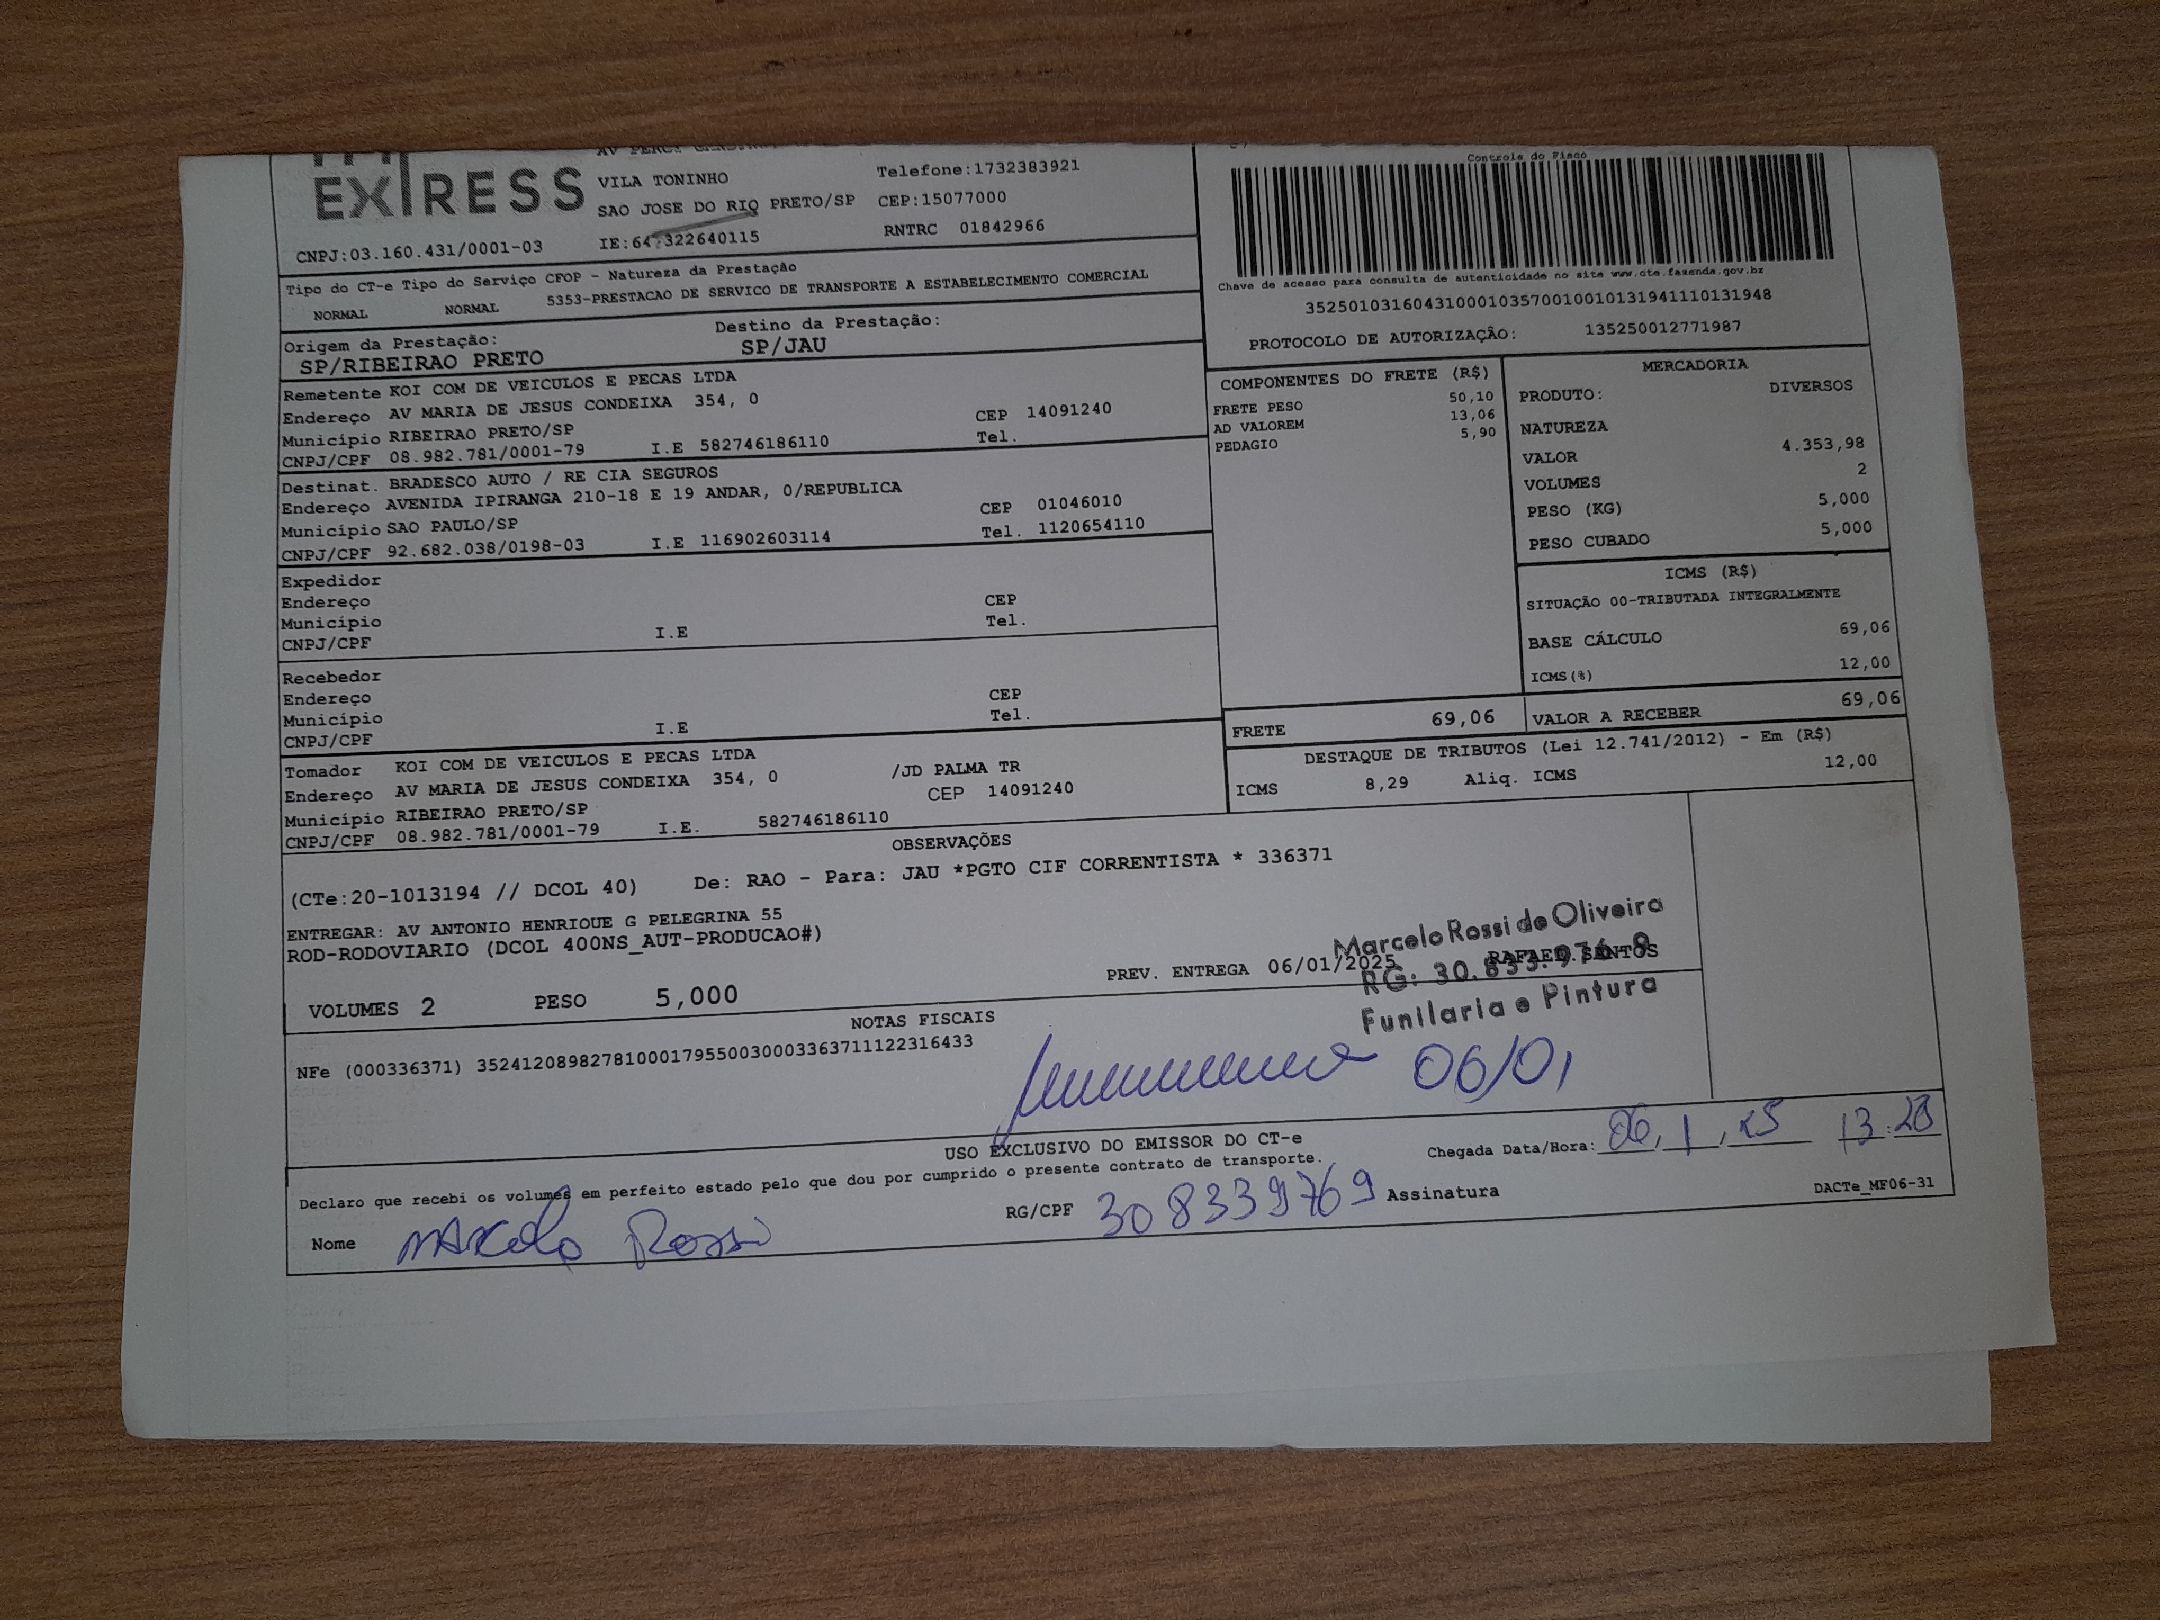 EXPRESS
VILA TONINHO
Telefone:1732383921
SAO JOSE DO RIO PRETO/SP CEP:15077000
CNPJ:03.160.431/0001-03
IE:647322640115
RNTRC 01842966
Tipo do CT-e Tipo do Serviço CFOP - Natureza da Prestação
NORMAL NORMAL 5353-PRESTACAO DE SERVICO DE TRANSPORTE A ESTABELECIMENTO COMERCIAL
Origem da Prestação: Destino da Prestação:
SP/RIBEIRAO PRETO SP/JAU
Controle do Fisco
Chave de acesso para consulta de autenticidade no site www.cte.fazenda.gov.bz
35250103160431000103570010010131941110131948
PROTOCOLO DE AUTORIZAÇÃO: 135250012771987
Remetente KOI COM DE VEICULOS E PECAS LTDA
Endereço AV MARIA DE JESUS CONDEIXA 354, 0 CEP 14091240
Município RIBEIRAO PRETO/SP Tel.
CNPJ/CPF 08.982.781/0001-79 I.E 582746186110
Destinat. BRADESCO AUTO / RE CIA SEGUROS
Endereço AVENIDA IPIRANGA 210-18 E 19 ANDAR, 0/REPUBLICA CEP 01046010
Município SAO PAULO/SP Tel. 1120654110
CNPJ/CPF 92.682.038/0198-03 I.E 116902603114
Expedidor
Endereço CEP
Município Tel.
CNPJ/CPF I.E
Recebedor
Endereço CEP
Município Tel.
CNPJ/CPF I.E
Tomador KOI COM DE VEICULOS E PECAS LTDA
Endereço AV MARIA DE JESUS CONDEIXA 354, 0 /JD PALMA TR
Município RIBEIRAO PRETO/SP CEP 14091240
CNPJ/CPF 08.982.781/0001-79 I.E. 582746186110
COMPONENTES DO FRETE (R$)
FRETE PESO 50,10
AD VALOREM 13,06
PEDAGIO 5,90
MERCADORIA
PRODUTO: DIVERSOS
NATUREZA
VALOR 4.353,98
VOLUMES 2
PESO (KG) 5,000
PESO CUBADO 5,000
ICMS (R$)
SITUAÇÃO 00-TRIBUTADA INTEGRALMENTE
BASE CÁLCULO 69,06
ICMS(%) 12,00
FRETE 69,06 VALOR A RECEBER 69,06
DESTAQUE DE TRIBUTOS (Lei 12.741/2012) - Em (R$)
ICMS 8,29 Aliq. ICMS 12,00
OBSERVAÇÕES
(CTe:20-1013194 // DCOL 40) De: RAO - Para: JAU *PGTO CIF CORRENTISTA * 336371
ENTREGAR: AV ANTONIO HENRIQUE G PELEGRINA 55
ROD-RODOVIARIO (DCOL 400NS_AUT-PRODUCAO#)
Marcelo Rossi de Oliveira
PREV. ENTREGA 06/01/2025 RAFAEL.SANTOS
RG: 30.833.976-9
Funilaria e Pintura
VOLUMES 2 PESO 5,000
NOTAS FISCAIS
NFe (000336371) 35241208982781000179550030003363711122316433
06/01
USO EXCLUSIVO DO EMISSOR DO CT-e
Chegada Data/Hora: 06, 1, 25 13:28
Declaro que recebi os volumes em perfeito estado pelo que dou por cumprido o presente contrato de transporte.
Nome Marcelo Rossi RG/CPF 308339769 Assinatura
DACTe_MF06-31